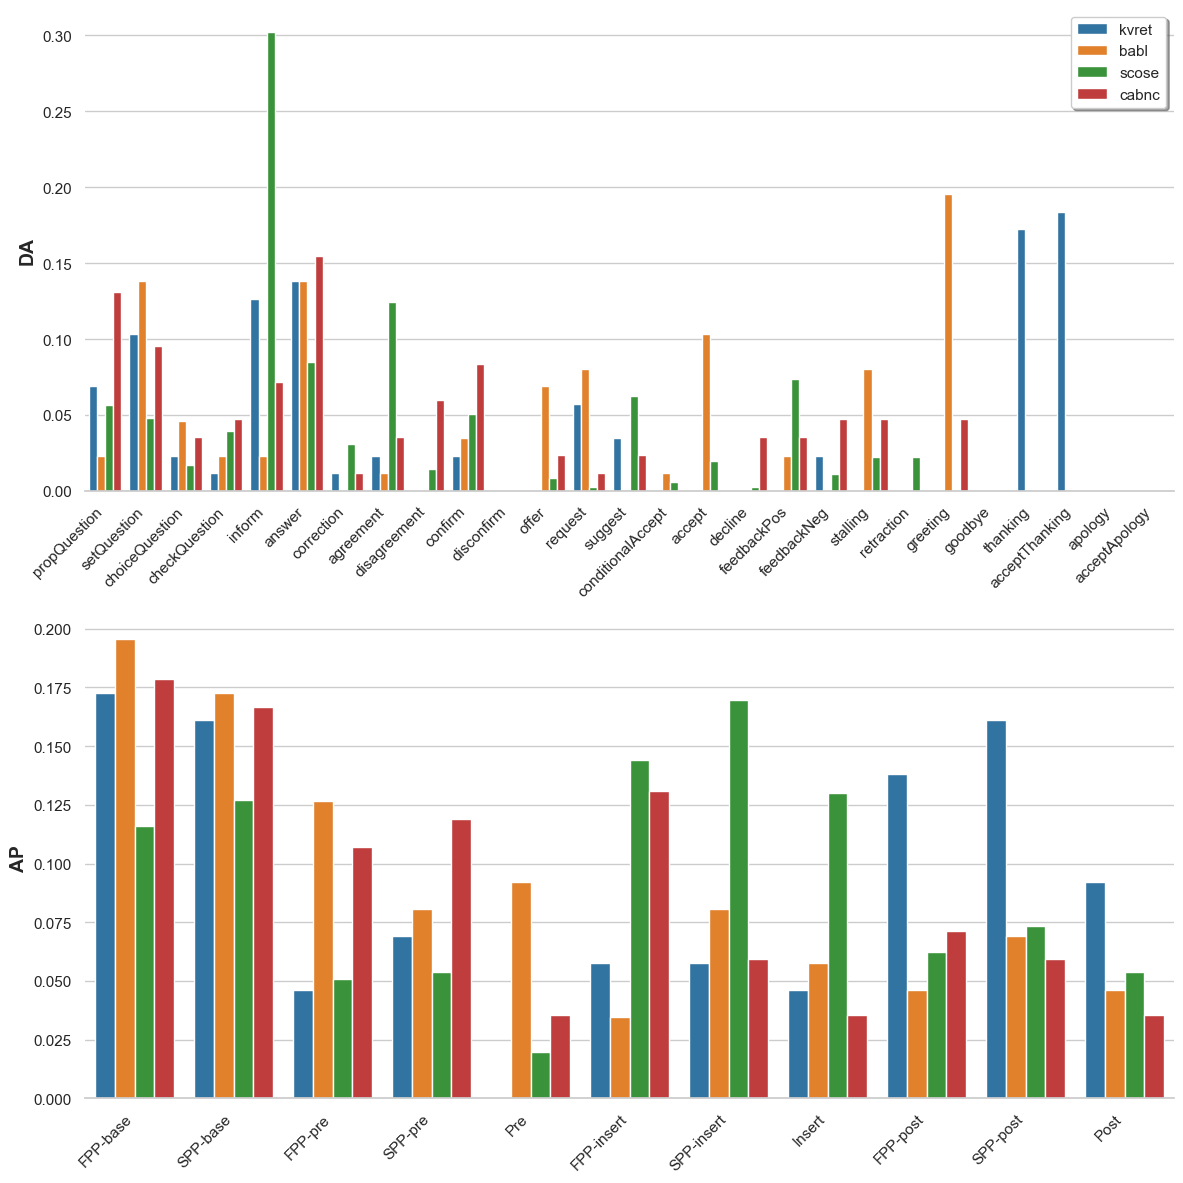 kvret
babl
scose
cabnc
0.30
0.25
0.20
0.15
0.10
0.05
0.00
DA
propQuestion
setQuestion
choiceQuestion
checkQuestion
inform
answer
correction
agreement
disagreement
confirm
disconfirm
offer
request
suggest
conditionalAccept
accept
decline
feedbackPos
feedbackNeg
stalling
retraction
greeting
goodbye
thanking
acceptThanking
apology
acceptApology
0.200
0.175
0.150
0.125
0.100
0.075
0.050
0.025
0.000
AP
FPP-base
SPP-base
FPP-pre
SPP-pre
Pre
FPP-insert
SPP-insert
Insert
FPP-post
SPP-post
Post